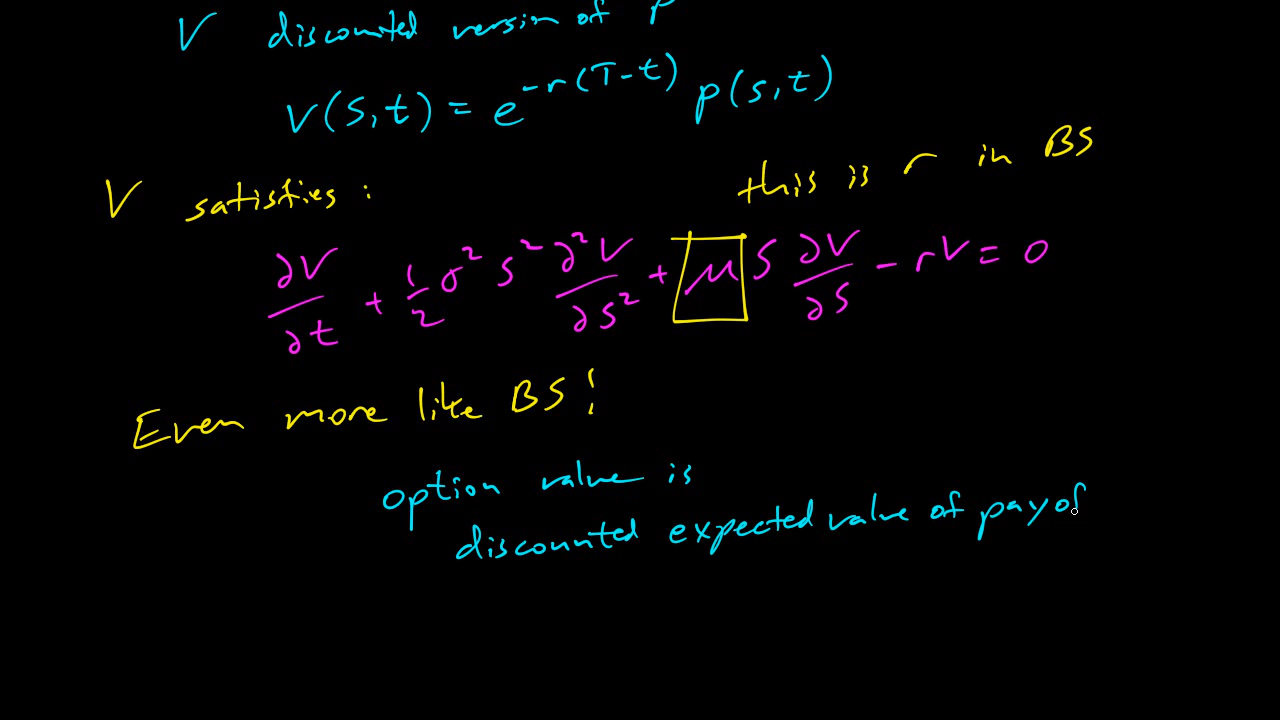 V discounted version of P
V(S,t) = e^{-r(T-t)} p(s,t)
this is r in BS
V satisfies:
∂V/∂t + 1/2 σ² S² ∂²V/∂S² + μ S ∂V/∂S - rV = 0
Even more like BS!
option value is
discounted expected value of payof